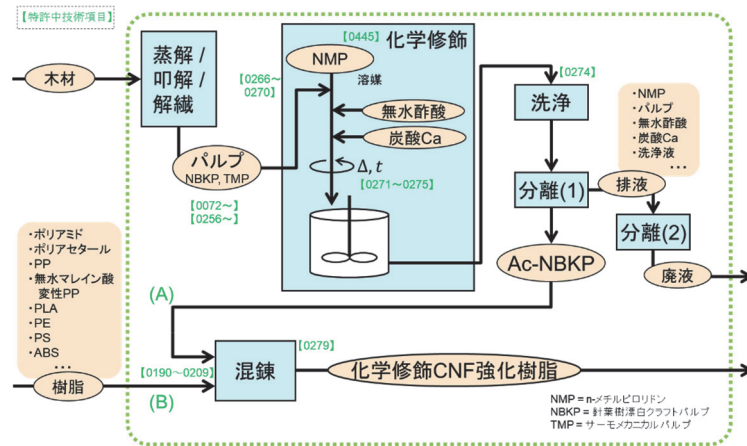 【特許中技術項目】
木材
蒸解 /
叩解 /
解繊
パルプ
NBKP, TMP
【0072~】
【0256~】
【0266~
0270】
【0445】
化学修飾
NMP
溶媒
無水酢酸
炭酸Ca
Δ, t
【0271~0275】
【0274】
洗浄
分離(1)
Ac-NBKP
・NMP
・パルプ
・無水酢酸
・炭酸Ca
・洗浄液
…
排液
分離(2)
廃液
・ポリアミド
・ポリアセタール
・PP
・無水マレイン酸
変性PP
・PLA
・PE
・PS
・ABS
…
樹脂
(A)
【0190~0209】
(B)
混錬
【0279】
化学修飾CNF強化樹脂
NMP = n-メチルピロリドン
NBKP = 針葉樹漂白クラフトパルプ
TMP = サーモメカニカルパルプ